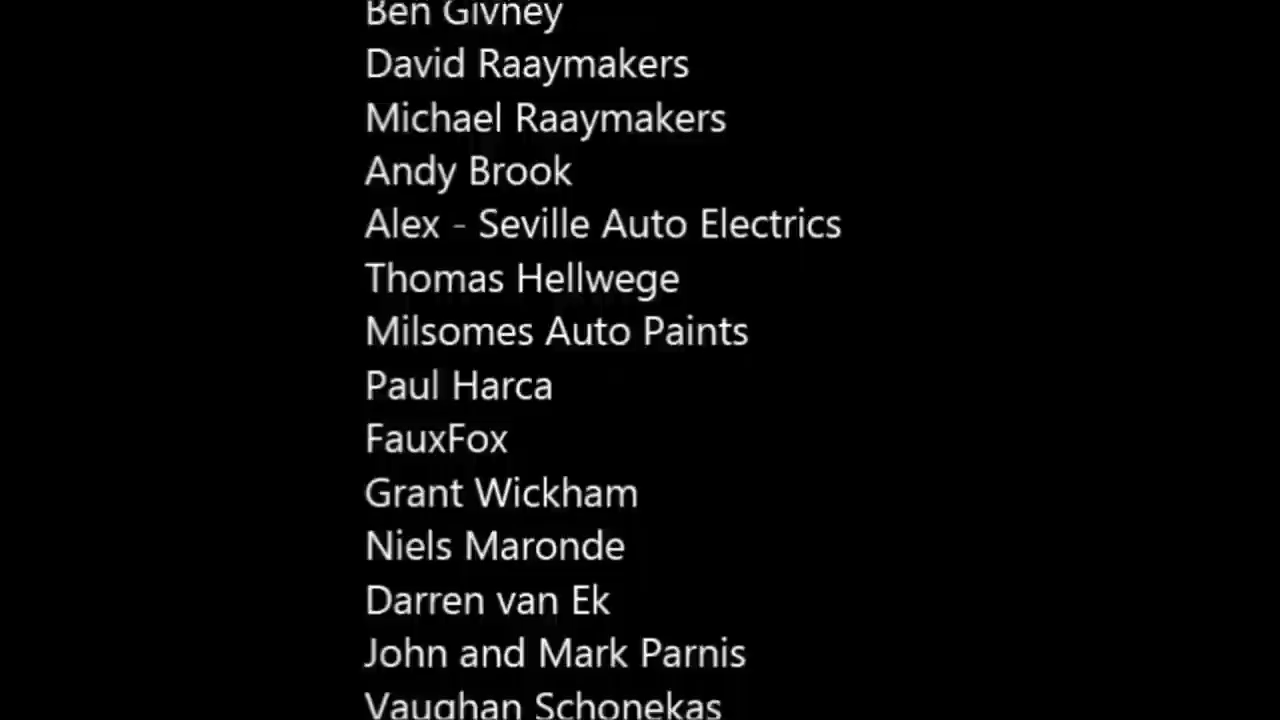 Ben Givney
David Raaymakers
Michael Raaymakers
Andy Brook
Alex - Seville Auto Electrics
Thomas Hellwege
Milsomes Auto Paints
Paul Harca
FauxFox
Grant Wickham
Niels Maronde
Darren van Ek
John and Mark Parnis
Vaughan Schonekas